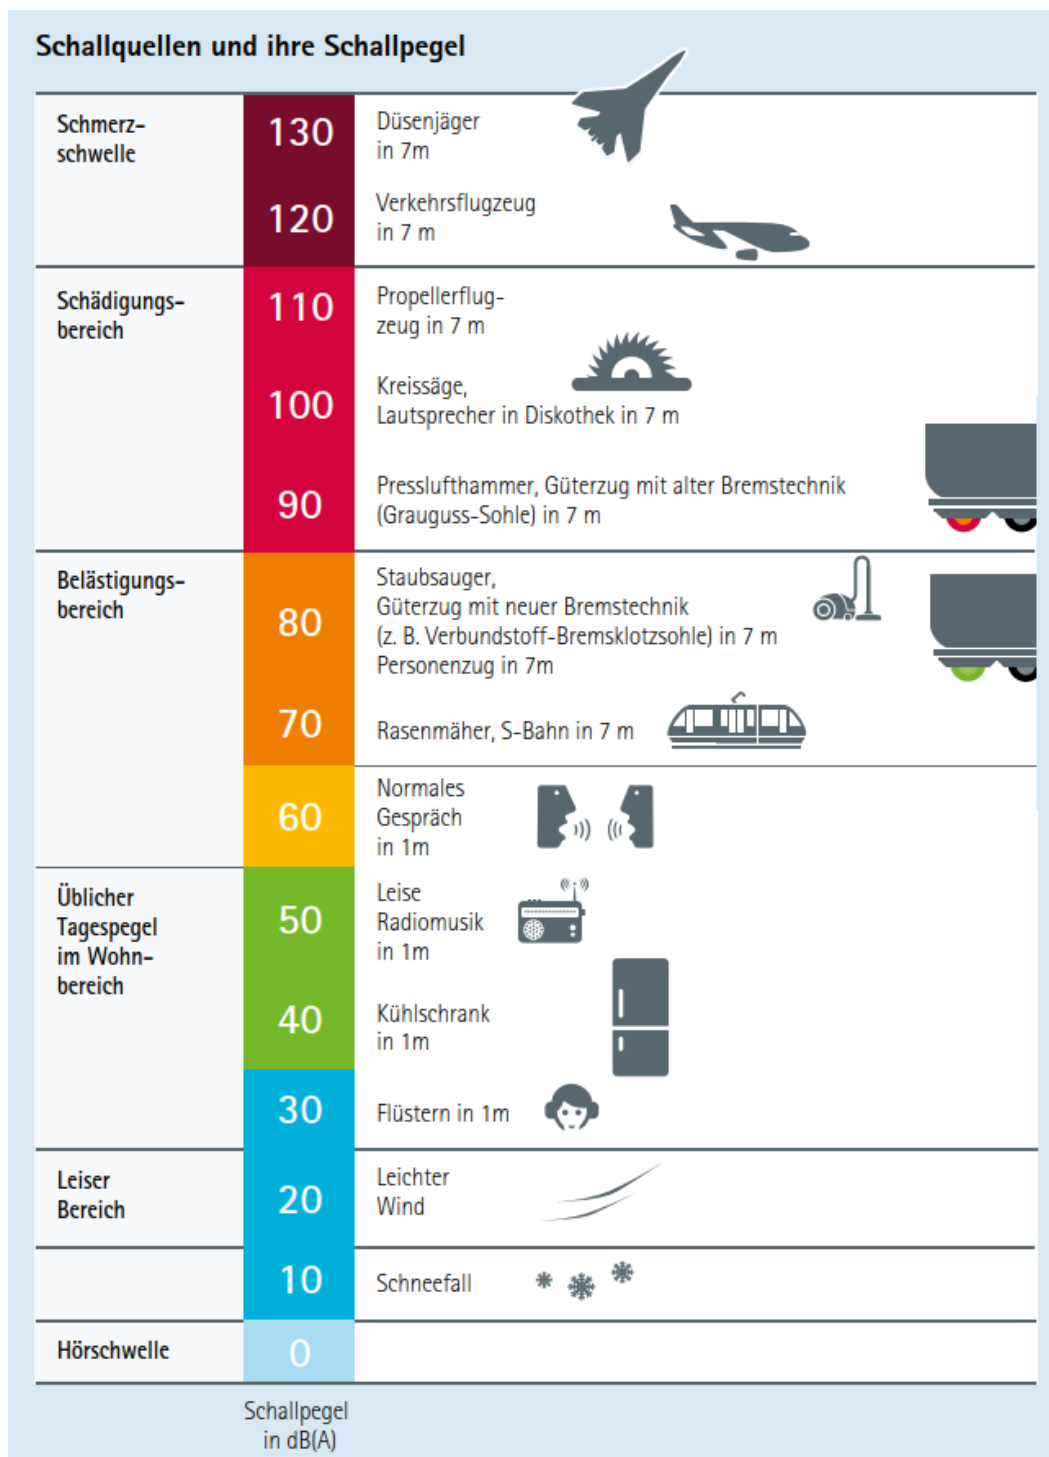 Schallquellen und ihre Schallpegel
Schmerz-
schwelle
130
Düsenjäger
in 7m
120
Verkehrsflugzeug
in 7 m
Schädigungs-
bereich
110
Propellerflug-
zeug in 7 m
100
Kreissäge,
Lautsprecher in Diskothek in 7 m
90
Presslufthammer, Güterzug mit alter Bremstechnik
(Grauguss-Sohle) in 7 m
Belästigungs-
bereich
80
Staubsauger,
Güterzug mit neuer Bremstechnik
(z. B. Verbundstoff-Bremsklotzsohle) in 7 m
Personenzug in 7m
70
Rasenmäher, S-Bahn in 7 m
60
Normales
Gespräch
in 1m
Üblicher
Tagespegel
im Wohn-
bereich
50
Leise
Radiomusik
in 1m
40
Kühlschrank
in 1m
30
Flüstern in 1m
Leiser
Bereich
20
Leichter
Wind
10
Schneefall
Hörschwelle
0
Schallpegel
in dB(A)